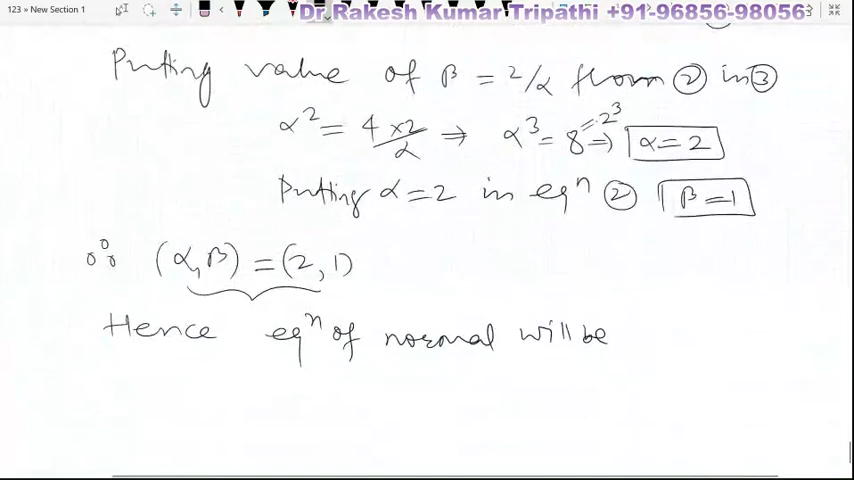 123 » New Section 1
Dr Rakesh Kumar Tripathi +91-96856-98056
Putting value of β = 2/α from ② in ③
α² = 4 × 2/α ⇒ α³ = 8 = 2³ ⇒ α = 2
Putting α = 2 in eqⁿ ② β = 1
∴ (α, β) = (2, 1)
Hence eqⁿ of normal will be